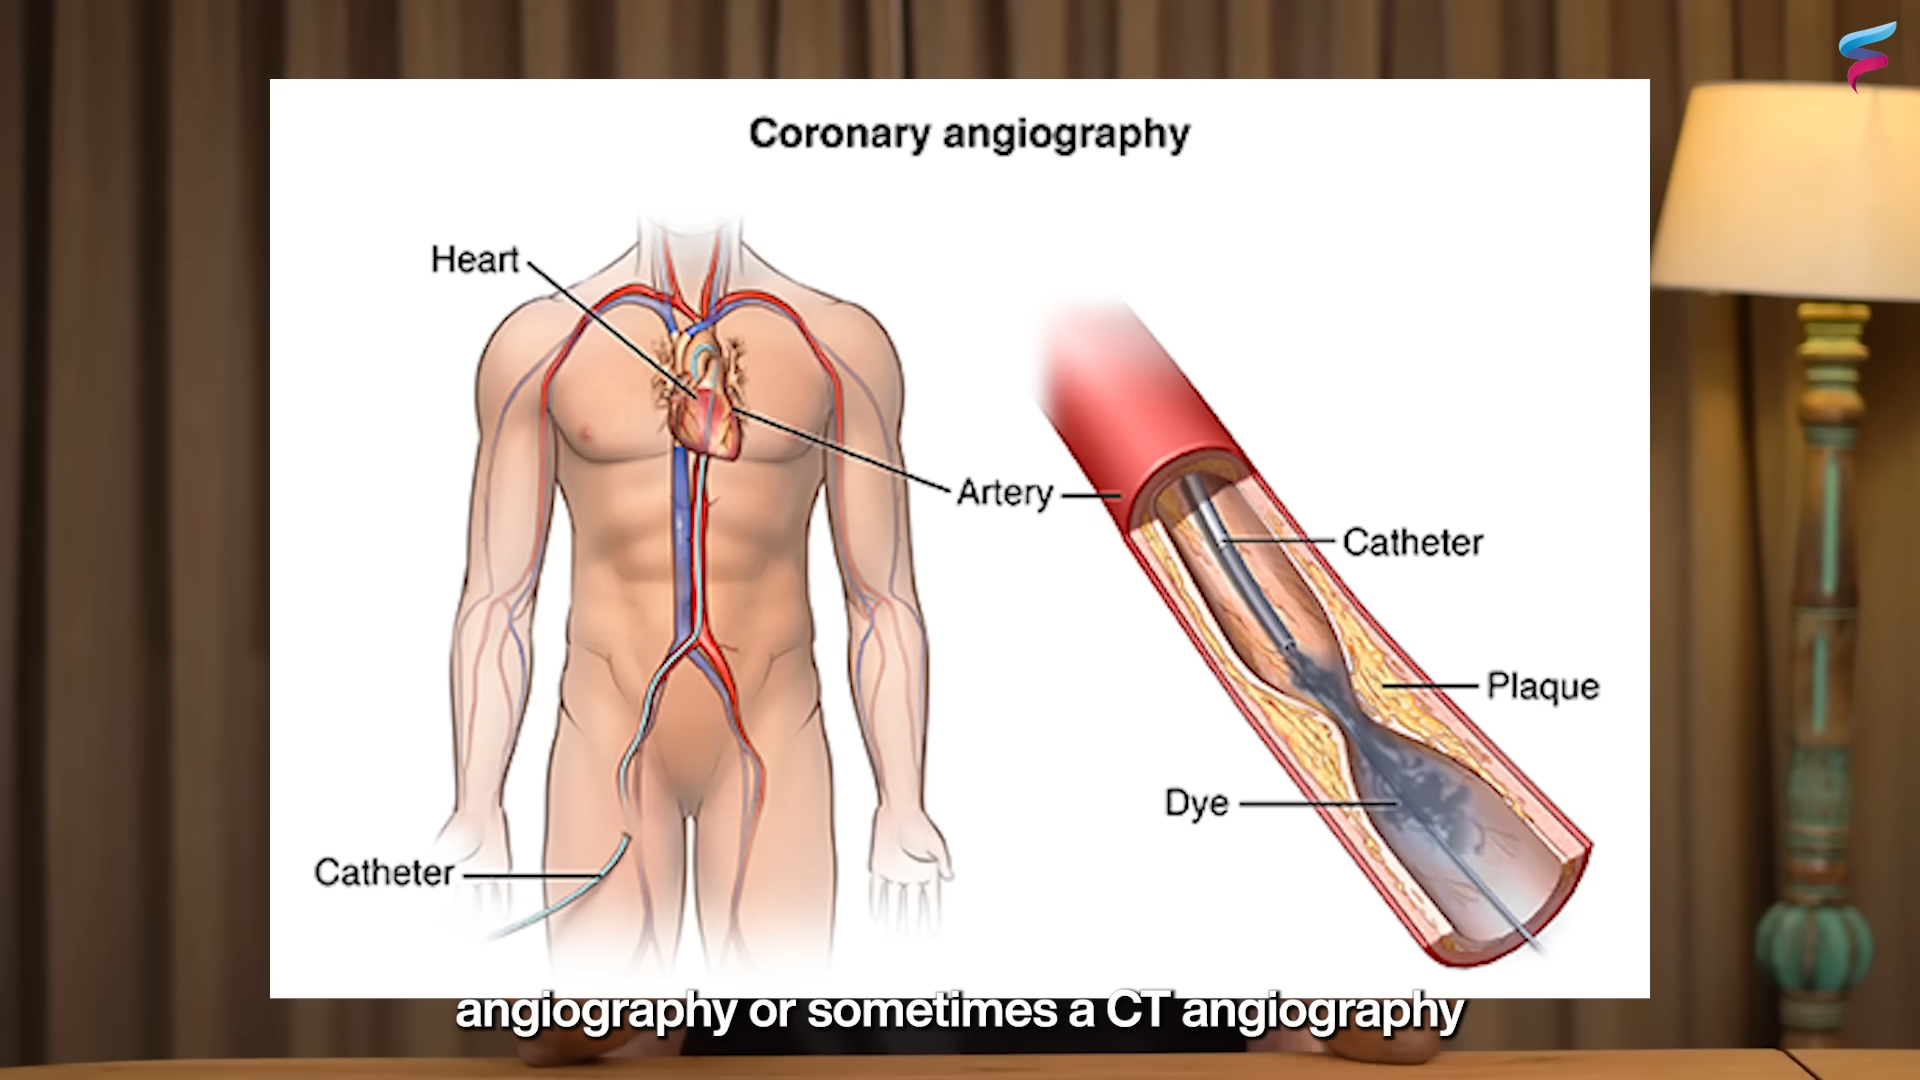 Coronary angiography
Heart
Artery
Catheter
Plaque
Dye
Catheter
angiography or sometimes a CT angiography